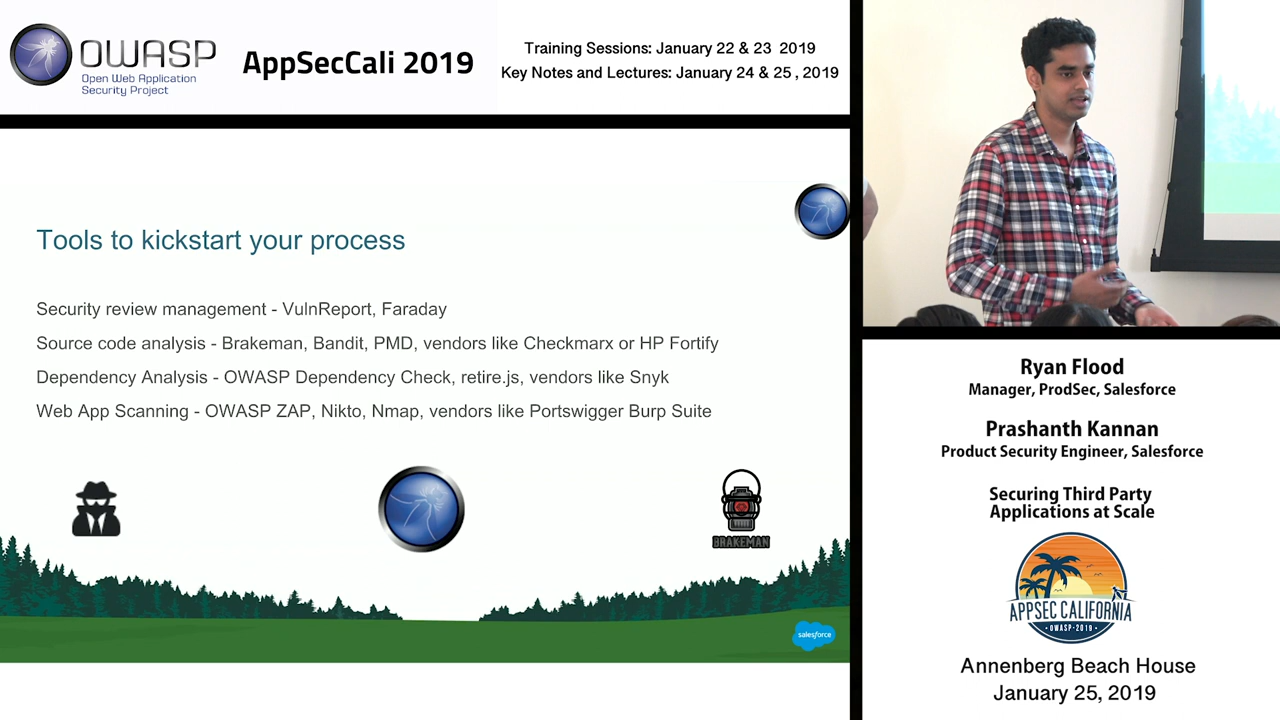 OWASP
Open Web Application
Security Project
AppSecCali 2019
Training Sessions: January 22 & 23 2019
Key Notes and Lectures: January 24 & 25 , 2019
Tools to kickstart your process
Security review management - VulnReport, Faraday
Source code analysis - Brakeman, Bandit, PMD, vendors like Checkmarx or HP Fortify
Dependency Analysis - OWASP Dependency Check, retire.js, vendors like Snyk
Web App Scanning - OWASP ZAP, Nikto, Nmap, vendors like Portswigger Burp Suite
BRAKEMAN
salesforce
Ryan Flood
Manager, ProdSec, Salesforce
Prashanth Kannan
Product Security Engineer, Salesforce
Securing Third Party
Applications at Scale
APPSEC CALIFORNIA
OWASP·2019
Annenberg Beach House
January 25, 2019